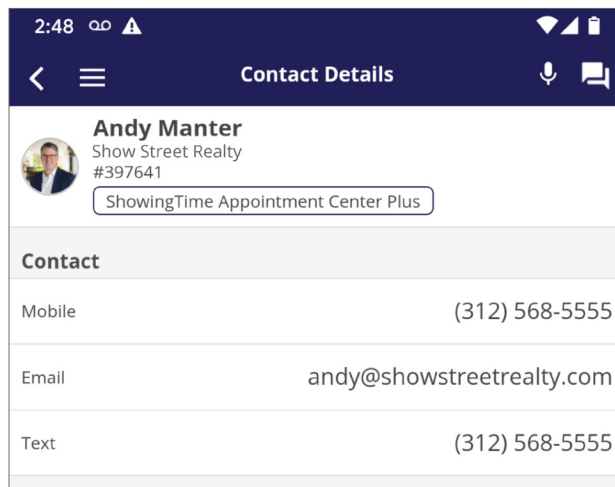 2:48
Contact Details
Andy Manter
Show Street Realty
#397641
ShowingTime Appointment Center Plus
Contact
Mobile (312) 568-5555
Email andy@showstreetrealty.com
Text (312) 568-5555